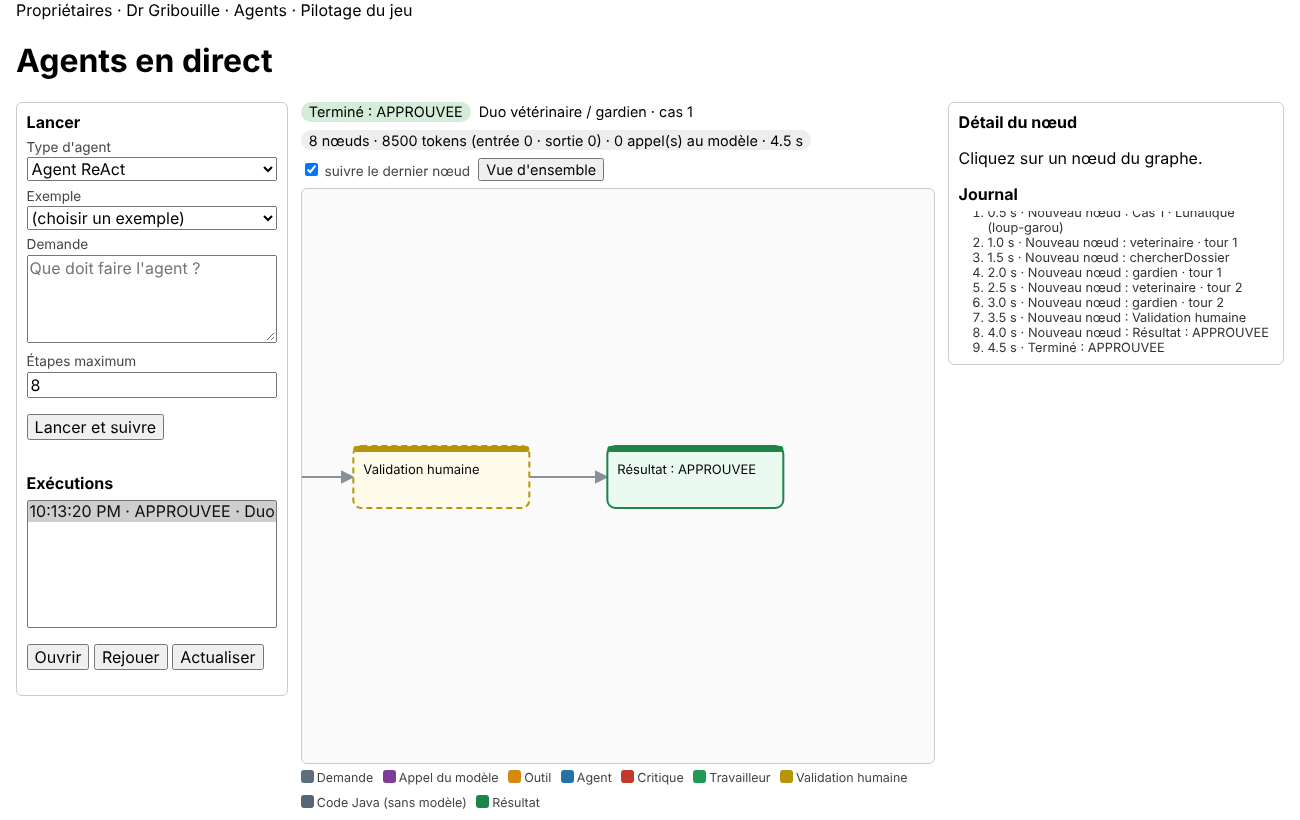 Propriétaires · Dr Gribouille · Agents · Pilotage du jeu
Agents en direct
Lancer
Type d'agent
Agent ReAct
Exemple
(choisir un exemple)
Demande
Que doit faire l'agent ?
Étapes maximum
8
Lancer et suivre
Exécutions
10:13:20 PM · APPROUVEE · Duo
Ouvrir Rejouer Actualiser
Terminé : APPROUVEE Duo vétérinaire / gardien · cas 1
8 nœuds · 8500 tokens (entrée 0 · sortie 0) · 0 appel(s) au modèle · 4.5 s
suivre le dernier nœud Vue d'ensemble
Validation humaine
Résultat : APPROUVEE
Demande Appel du modèle Outil Agent Critique Travailleur Validation humaine
Code Java (sans modèle) Résultat
Détail du nœud
Cliquez sur un nœud du graphe.
Journal
1. 0.5 s · Nouveau nœud : Cas 1 · Lunatique
(loup-garou)
2. 1.0 s · Nouveau nœud : veterinaire · tour 1
3. 1.5 s · Nouveau nœud : chercherDossier
4. 2.0 s · Nouveau nœud : gardien · tour 1
5. 2.5 s · Nouveau nœud : veterinaire · tour 2
6. 3.0 s · Nouveau nœud : gardien · tour 2
7. 3.5 s · Nouveau nœud : Validation humaine
8. 4.0 s · Nouveau nœud : Résultat : APPROUVEE
9. 4.5 s · Terminé : APPROUVEE